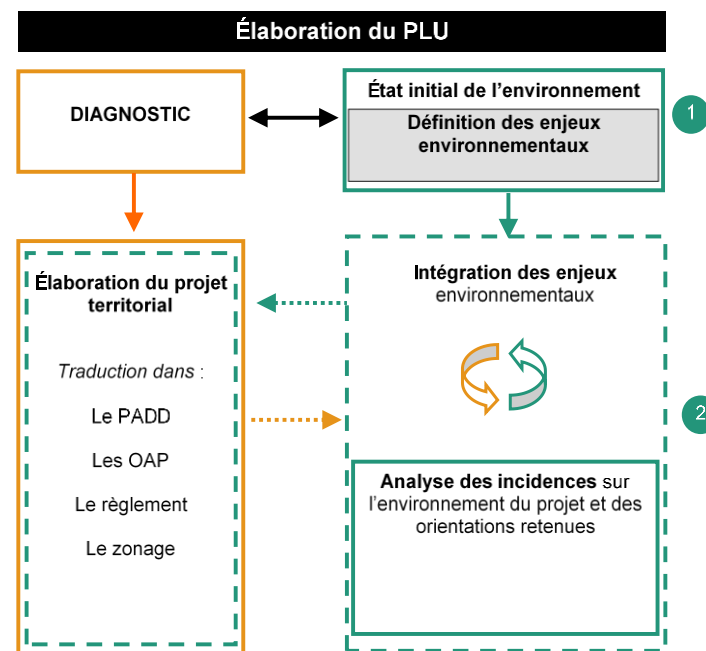 Élaboration du PLU
DIAGNOSTIC
État initial de l'environnement
Définition des enjeux
environnementaux
1
Élaboration du projet
territorial
Traduction dans :
Le PADD
Les OAP
Le règlement
Le zonage
Intégration des enjeux
environnementaux
2
Analyse des incidences sur
l'environnement du projet et des
orientations retenues